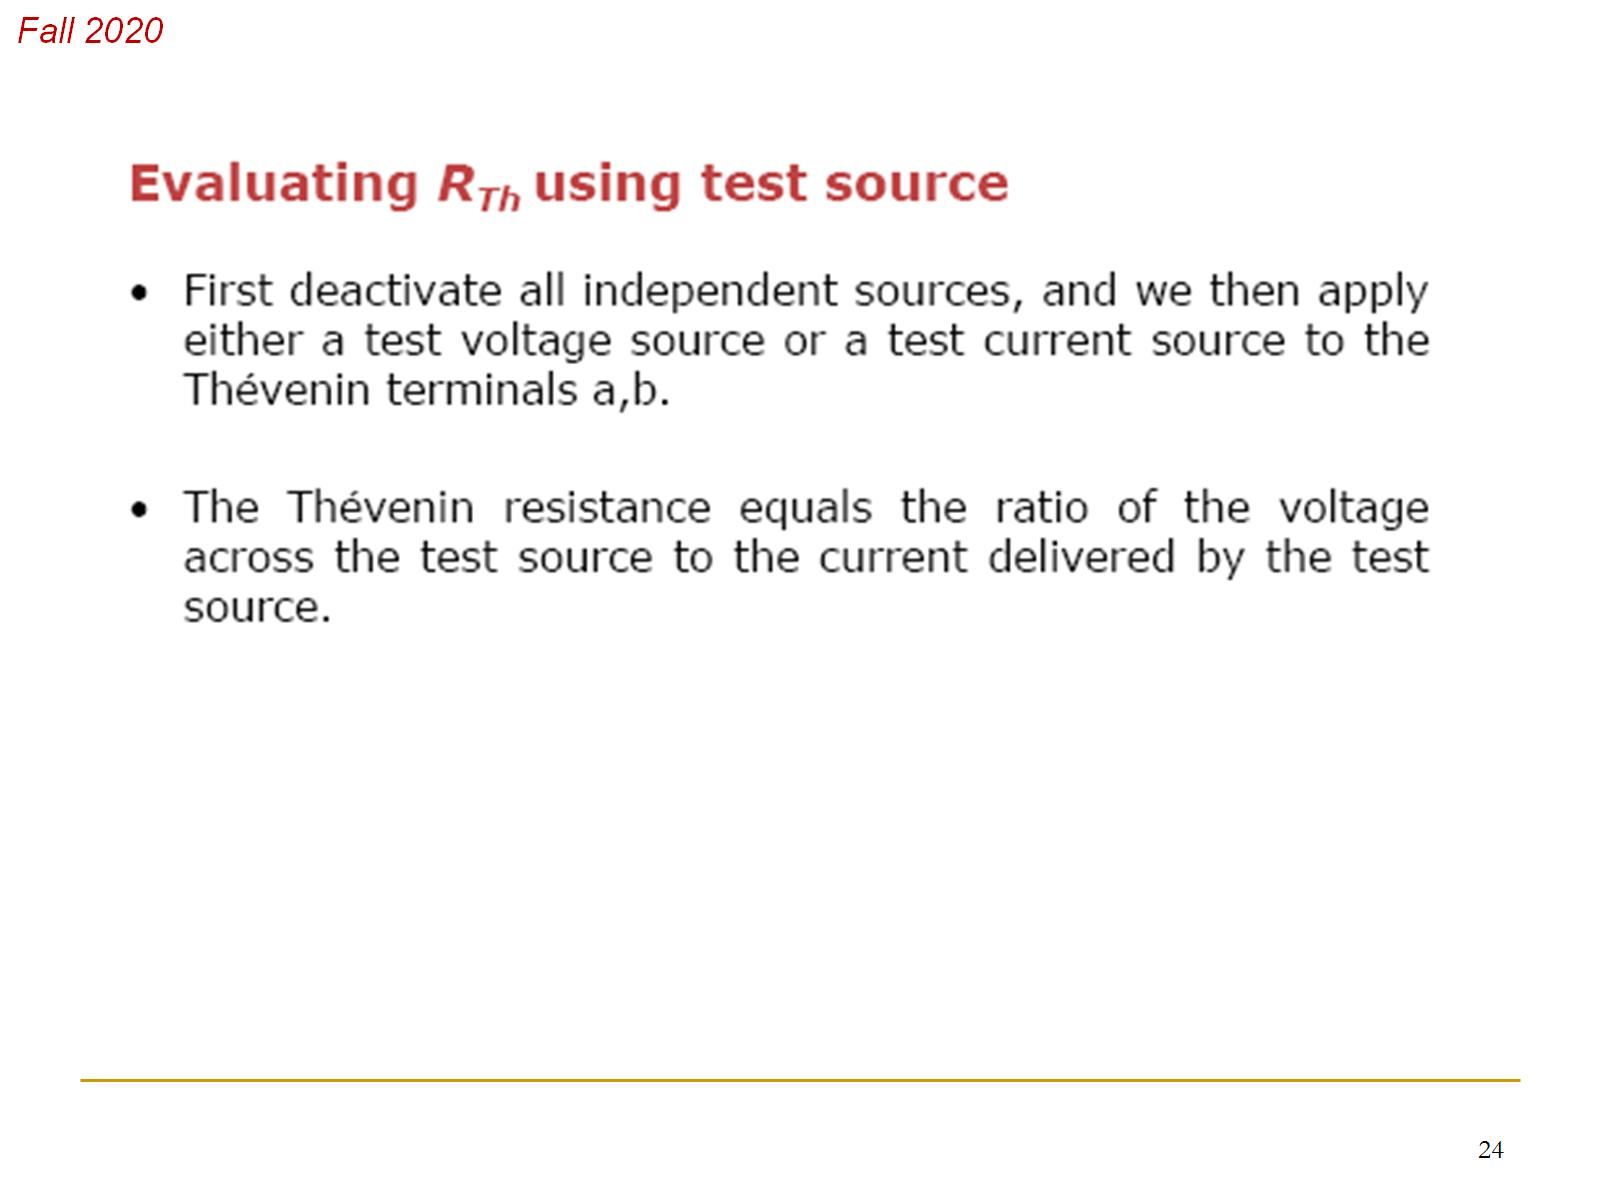 Fall 2020
Evaluating RTh using test source
• First deactivate all independent sources, and we then apply
either a test voltage source or a test current source to the
Thévenin terminals a,b.
• The Thévenin resistance equals the ratio of the voltage
across the test source to the current delivered by the test
source.
24